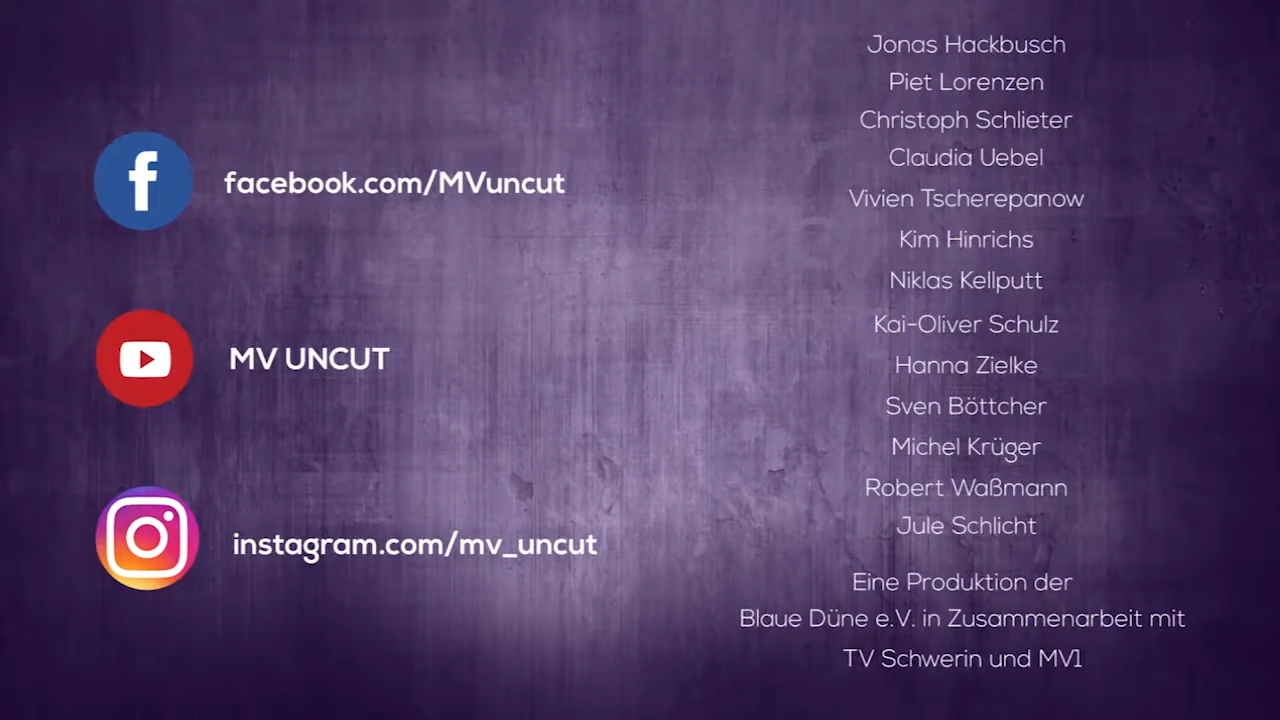 facebook.com/MVuncut
MV UNCUT
instagram.com/mv_uncut
Jonas Hackbusch
Piet Lorenzen
Christoph Schlieter
Claudia Uebel
Vivien Tscherepanow
Kim Hinrichs
Niklas Kellputt
Kai-Oliver Schulz
Hanna Zielke
Sven Böttcher
Michel Krüger
Robert Waßmann
Jule Schlicht
Eine Produktion der
Blaue Düne e.V. in Zusammenarbeit mit
TV Schwerin und MV1